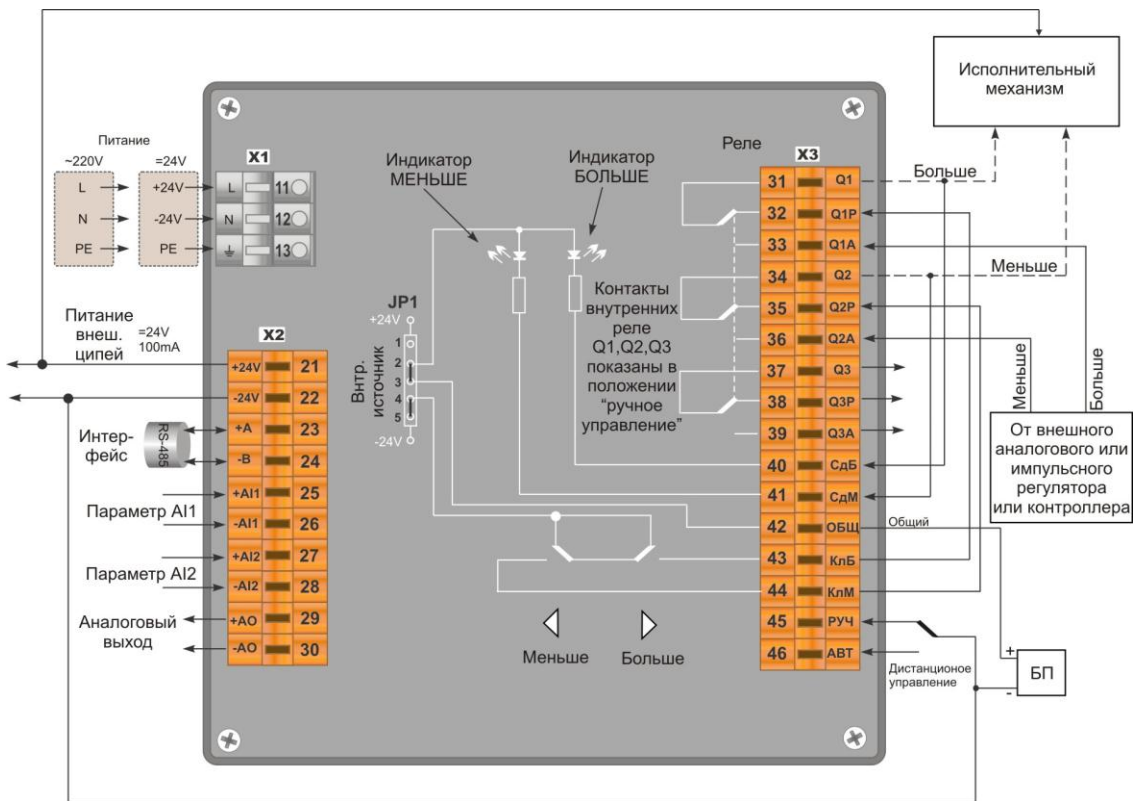 Исполнительный
механизм
Питание
~220V
=24V
L
N
PE
+24V
-24V
PE
X1
L
11
N
12
13
Индикатор
МЕНЬШЕ
Индикатор
БОЛЬШЕ
Реле
X3
31 Q1
32 Q1P
33 Q1A
34 Q2
35 Q2P
36 Q2A
37 Q3
38 Q3P
39 Q3A
40 СдБ
41 СдМ
42 ОБЩ
43 КлБ
44 КлМ
45 РУЧ
46 АВТ
Больше
Меньше
Питание
внеш.
ципей
=24V
100mA
X2
+24V 21
-24V 22
+A 23
-B 24
+AI1 25
-AI1 26
+AI2 27
-AI2 28
+AO 29
-AO 30
Интер-
фейс
RS-485
Параметр AI1
Параметр AI2
Аналоговый
выход
JP1
+24V
1
2
3
4
5
-24V
Внтр.
источник
Контакты
внутренних
реле
Q1,Q2,Q3
показаны в
положении
“ручное
управление”
Меньше
Больше
От внешного
аналогового или
импульсного
регулятора
или контроллера
Общий
Меньше
Больше
Дистанционое
управление
+
-
БП